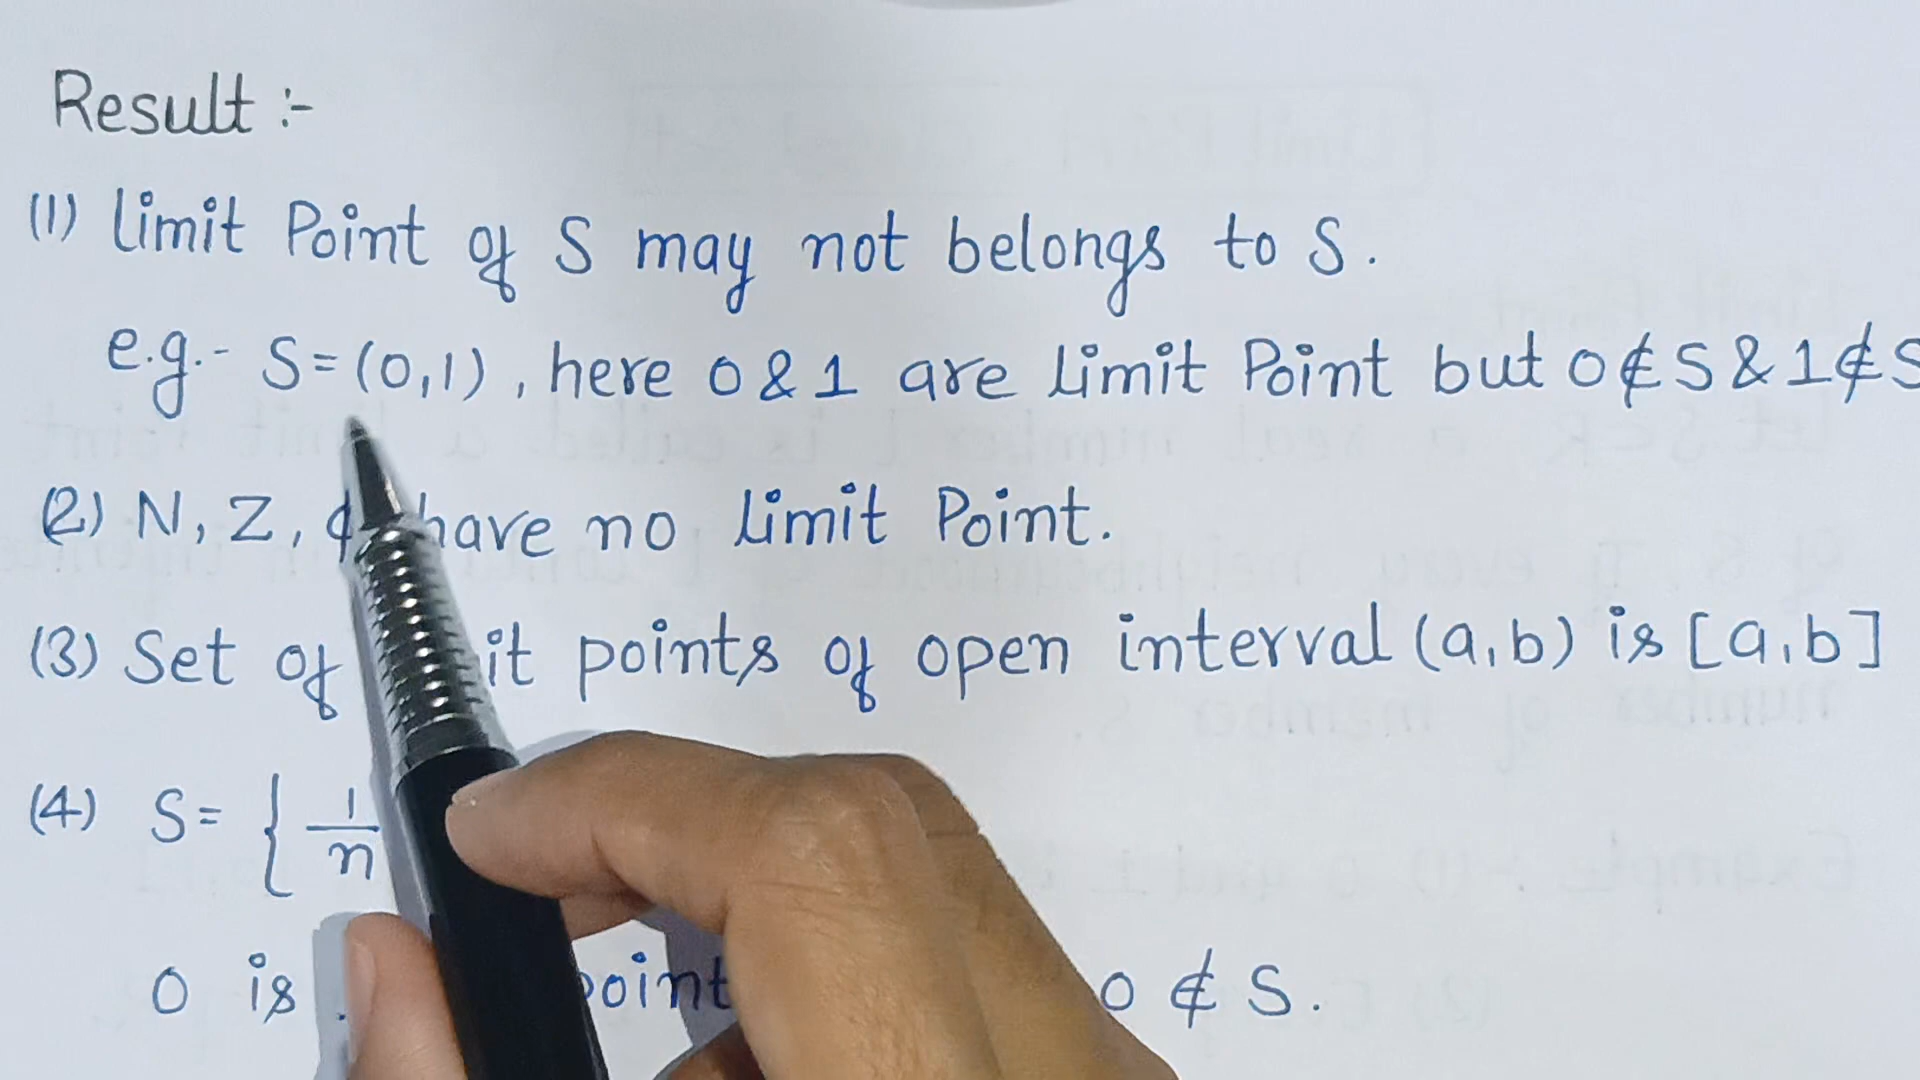 Result :-
(1) Limit Point of S may not belongs to S.
e.g.- S=(0,1), here 0 & 1 are Limit Point but 0∉S & 1∉S
(2) N, Z, have no Limit Point.
(3) Set of points of open interval (a,b) is [a,b]
(4) S= { 1/n
0 is point 0 ∉ S.